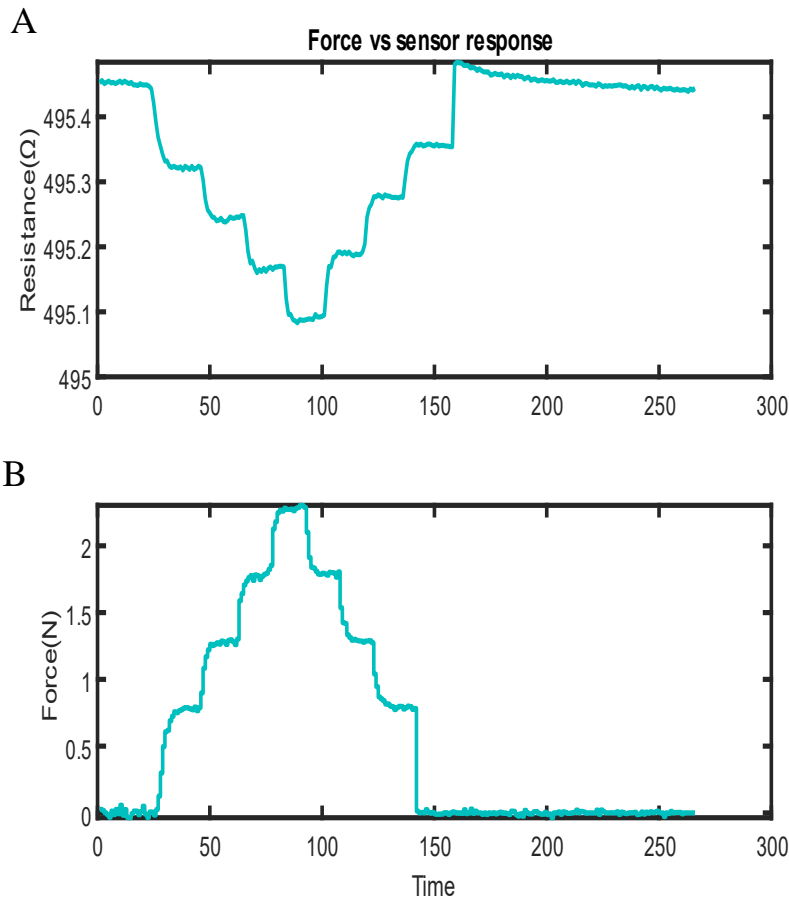 A
Force vs sensor response
Resistance(Ω)
495.4
495.3
495.2
495.1
495
0 50 100 150 200 250 300
B
Force(N)
2
1.5
1
0.5
0
0 50 100 150 200 250 300
Time